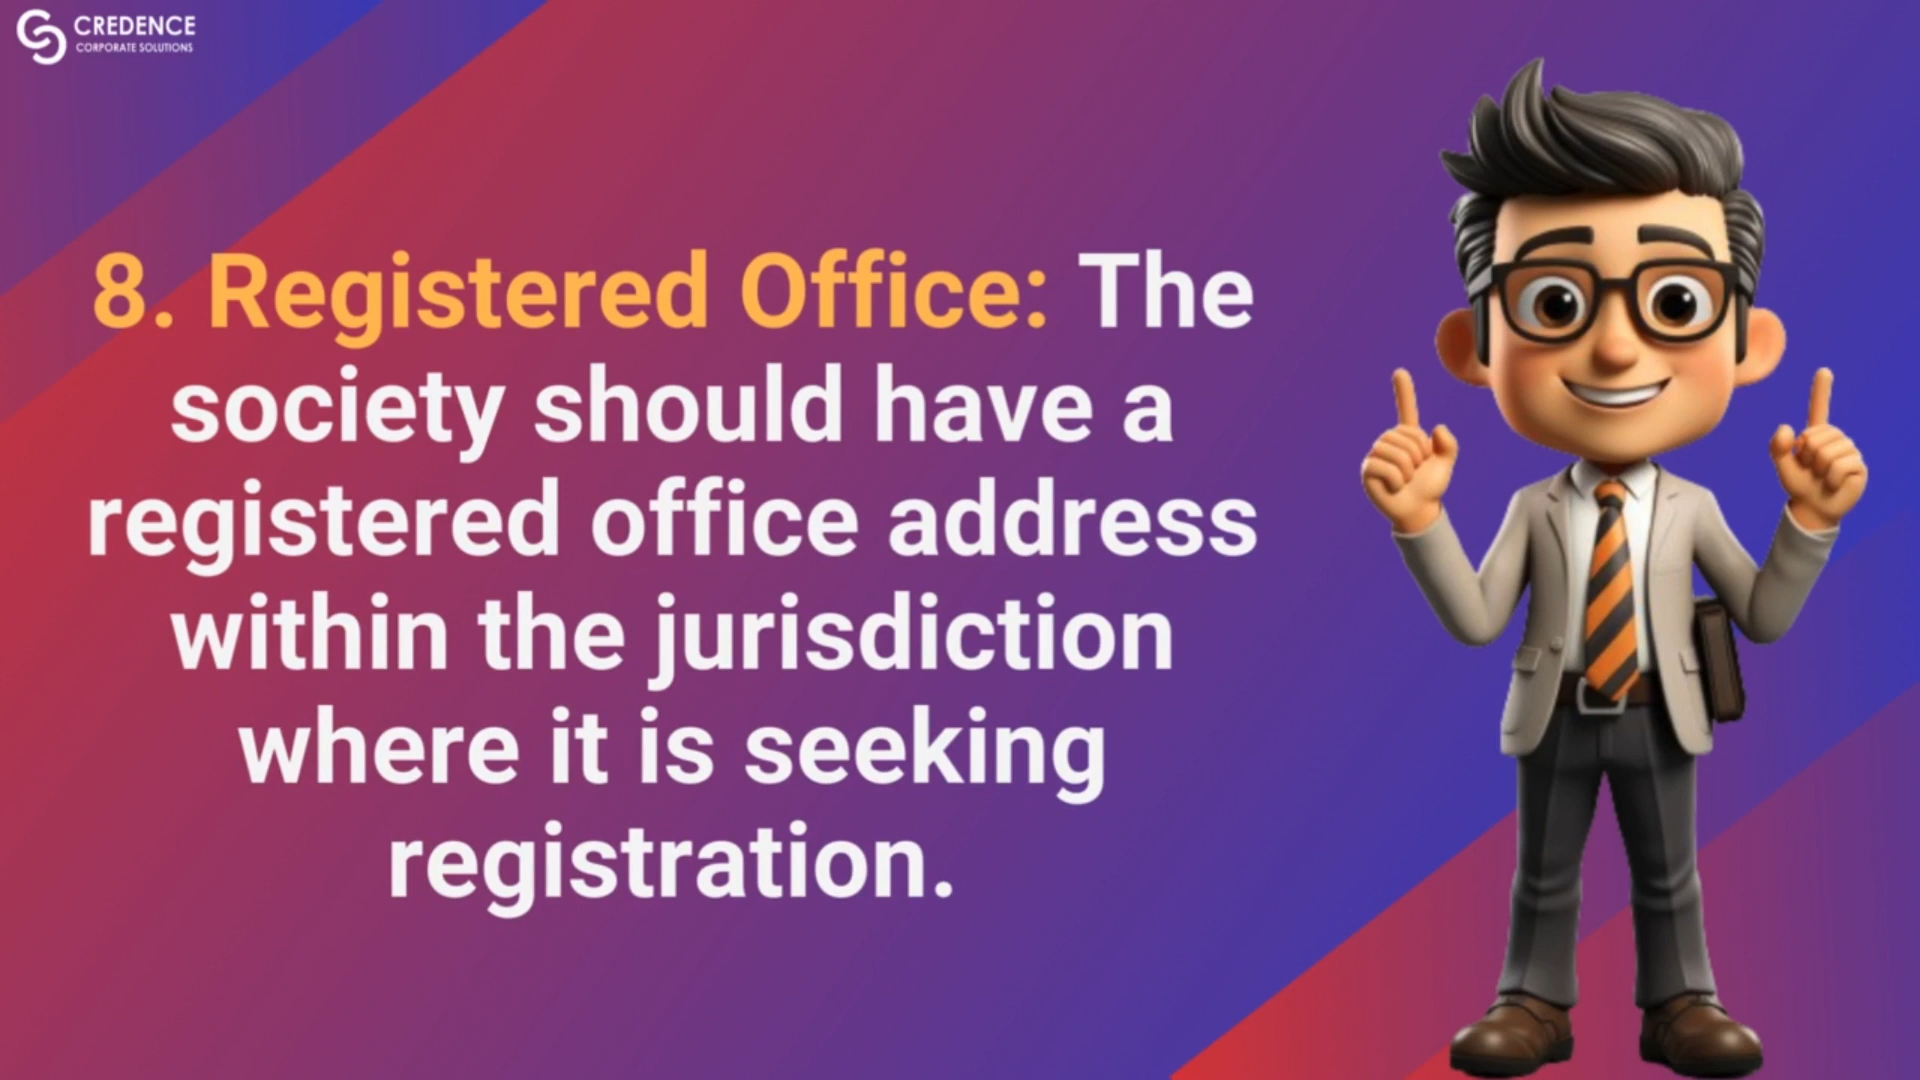 CREDENCE
CORPORATE SOLUTIONS
8. Registered Office: The
society should have a
registered office address
within the jurisdiction
where it is seeking
registration.